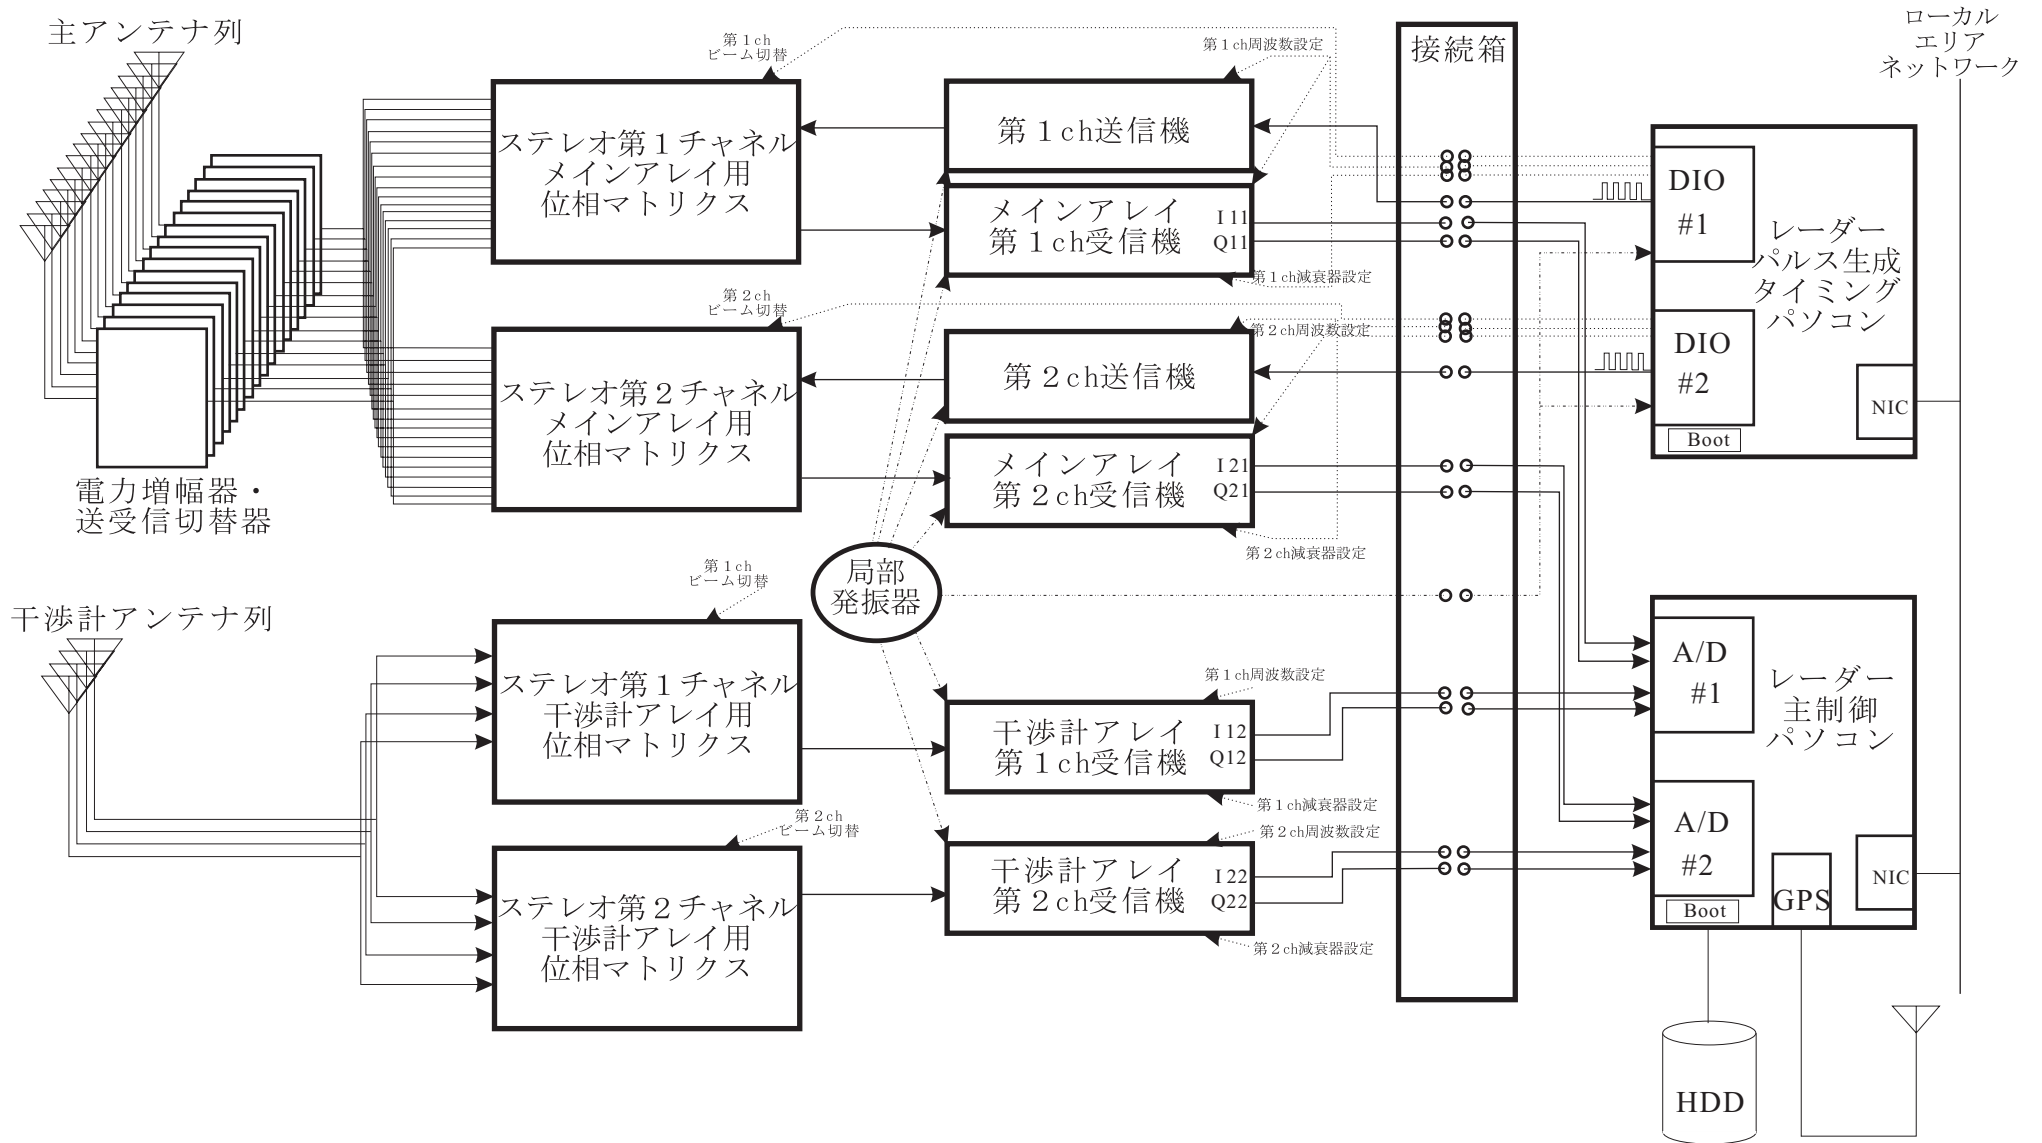 主アンテナ列
電力増幅器・
送受信切替器
干渉計アンテナ列
第１ch
ビーム切替
ステレオ第１チャネル
メインアレイ用
位相マトリクス
第２ch
ビーム切替
ステレオ第２チャネル
メインアレイ用
位相マトリクス
第１ch
ビーム切替
ステレオ第１チャネル
干渉計アレイ用
位相マトリクス
第２ch
ビーム切替
ステレオ第２チャネル
干渉計アレイ用
位相マトリクス
局部
発振器
第１ch周波数設定
第１ch送信機
メインアレイ
第１ch受信機
I 11
Q11
第１ch減衰器設定
第２ch周波数設定
第２ch送信機
メインアレイ
第２ch受信機
I 21
Q21
第２ch減衰器設定
第１ch周波数設定
干渉計アレイ
第１ch受信機
I 12
Q12
第１ch減衰器設定
第２ch周波数設定
干渉計アレイ
第２ch受信機
I 22
Q22
第２ch減衰器設定
接続箱
ローカル
エリア
ネットワーク
DIO
#1
レーダー
パルス生成
タイミング
パソコン
DIO
#2
Boot
NIC
A/D
#1
レーダー
主制御
パソコン
A/D
#2
Boot
GPS
NIC
HDD